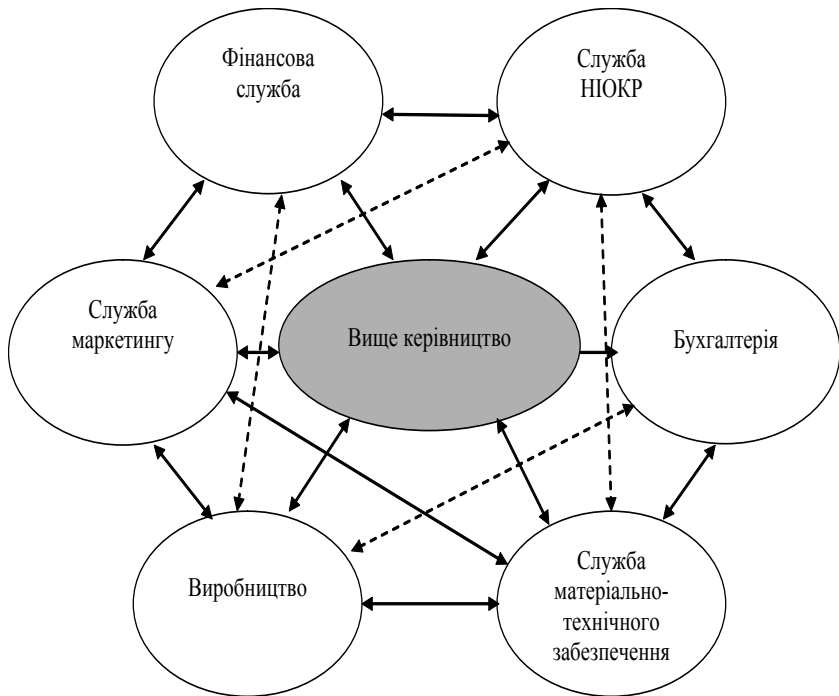 Фінансова
служба
Служба
НІОКР
Служба
маркетингу
Вище керівництво
Бухгалтерія
Виробництво
Служба
матеріально-
технічного
забезпечення